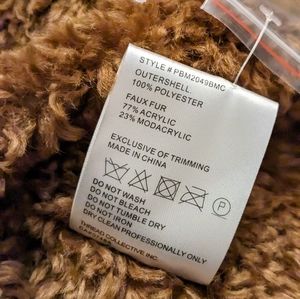 STYLE # PBM2049BMC
OUTERSHELL:
100% POLYESTER
FAUX FUR
77% ACRYLIC
23% MODACRYLIC
EXCLUSIVE OF TRIMMING
MADE IN CHINA
P
DO NOT WASH
DO NOT BLEACH
DO NOT TUMBLE DRY
DO NOT IRON
DRY CLEAN PROFESSIONALLY ONLY
THREAD COLLECTIVE INC.